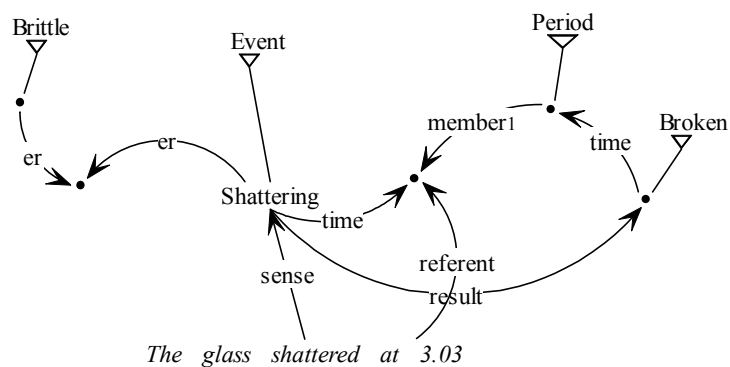 Brittle
Event
Period
Broken
member1
time
er
er
Shattering
time
referent
sense
result
The glass shattered at 3.03